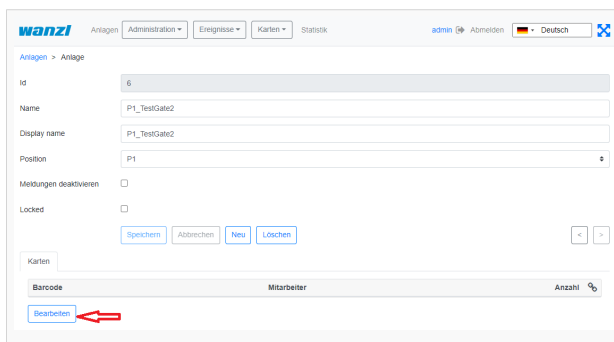 wanzl Anlagen Administration Ereignisse Karten Statistik admin Abmelden Deutsch
Anlagen > Anlage
Id 6
Name P1_TestGate2
Display name P1_TestGate2
Position P1
Meldungen deaktivieren
Locked
Speichern Abbrechen Neu Löschen < >
Karten
Barcode Mitarbeiter Anzahl
Bearbeiten